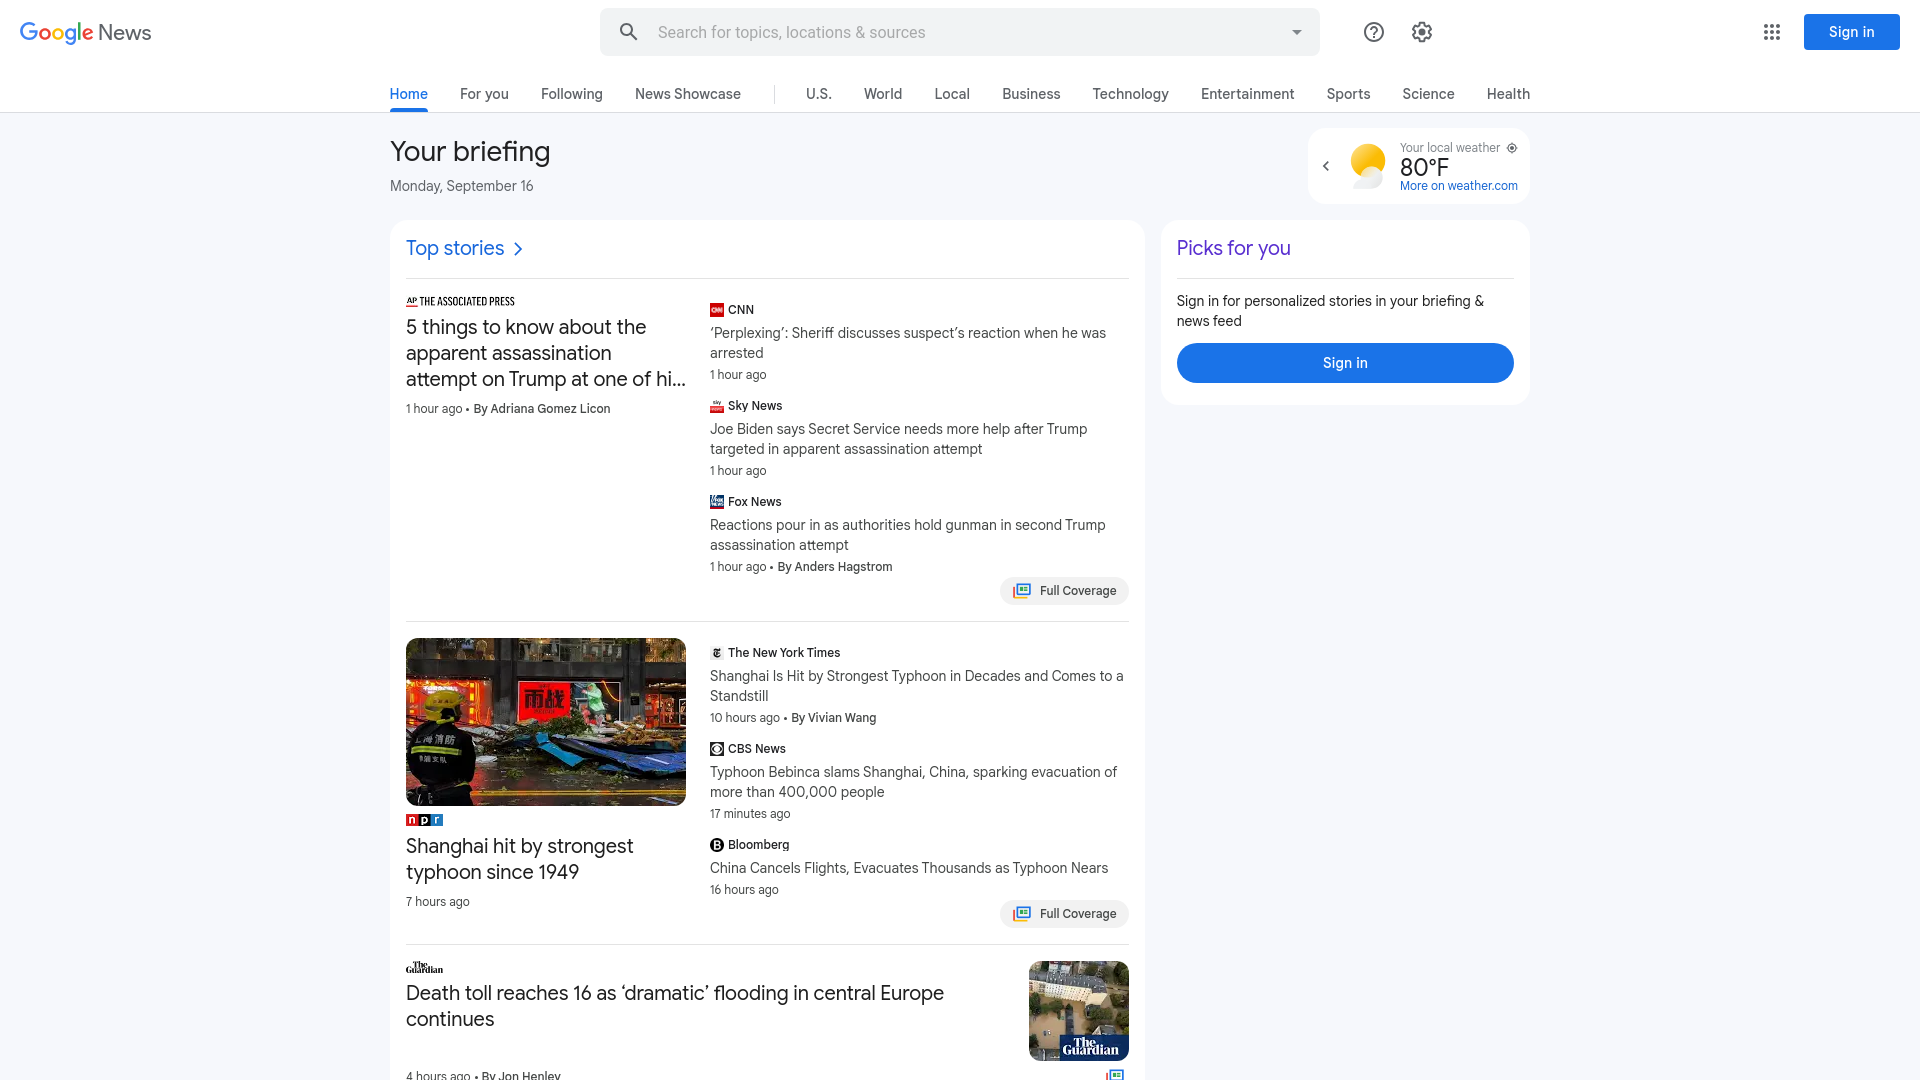 Google News
Search for topics, locations & sources
Sign in
Home
For you
Following
News Showcase
U.S.
World
Local
Business
Technology
Entertainment
Sports
Science
Health
Your briefing
Monday, September 16
Your local weather
80°F
More on weather.com
Top stories
AP THE ASSOCIATED PRESS
5 things to know about the
apparent assassination
attempt on Trump at one of hi...
1 hour ago • By Adriana Gomez Licon
CNN
‘Perplexing’: Sheriff discusses suspect’s reaction when he was
arrested
1 hour ago
Sky News
Joe Biden says Secret Service needs more help after Trump
targeted in apparent assassination attempt
1 hour ago
Fox News
Reactions pour in as authorities hold gunman in second Trump
assassination attempt
1 hour ago • By Anders Hagstrom
Full Coverage
雨战
上海消防
npr
Shanghai hit by strongest
typhoon since 1949
7 hours ago
The New York Times
Shanghai Is Hit by Strongest Typhoon in Decades and Comes to a
Standstill
10 hours ago • By Vivian Wang
CBS News
Typhoon Bebinca slams Shanghai, China, sparking evacuation of
more than 400,000 people
17 minutes ago
Bloomberg
China Cancels Flights, Evacuates Thousands as Typhoon Nears
16 hours ago
Full Coverage
The Guardian
Death toll reaches 16 as ‘dramatic’ flooding in central Europe
continues
4 hours ago • By Jon Henley
The
Guardian
Picks for you
Sign in for personalized stories in your briefing &
news feed
Sign in